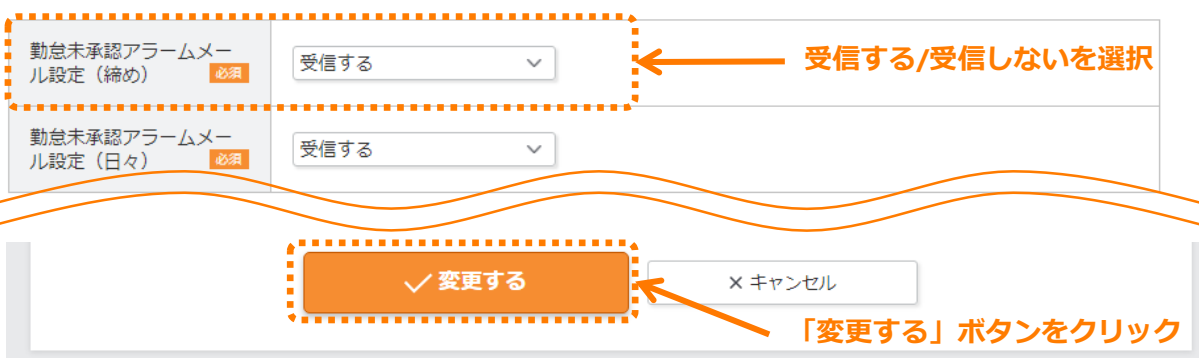 勤怠未承認アラームメー
ル設定（締め） 必須
受信する
受信する/受信しないを選択
勤怠未承認アラームメー
ル設定（日々） 必須
受信する
変更する
キャンセル
「変更する」ボタンをクリック